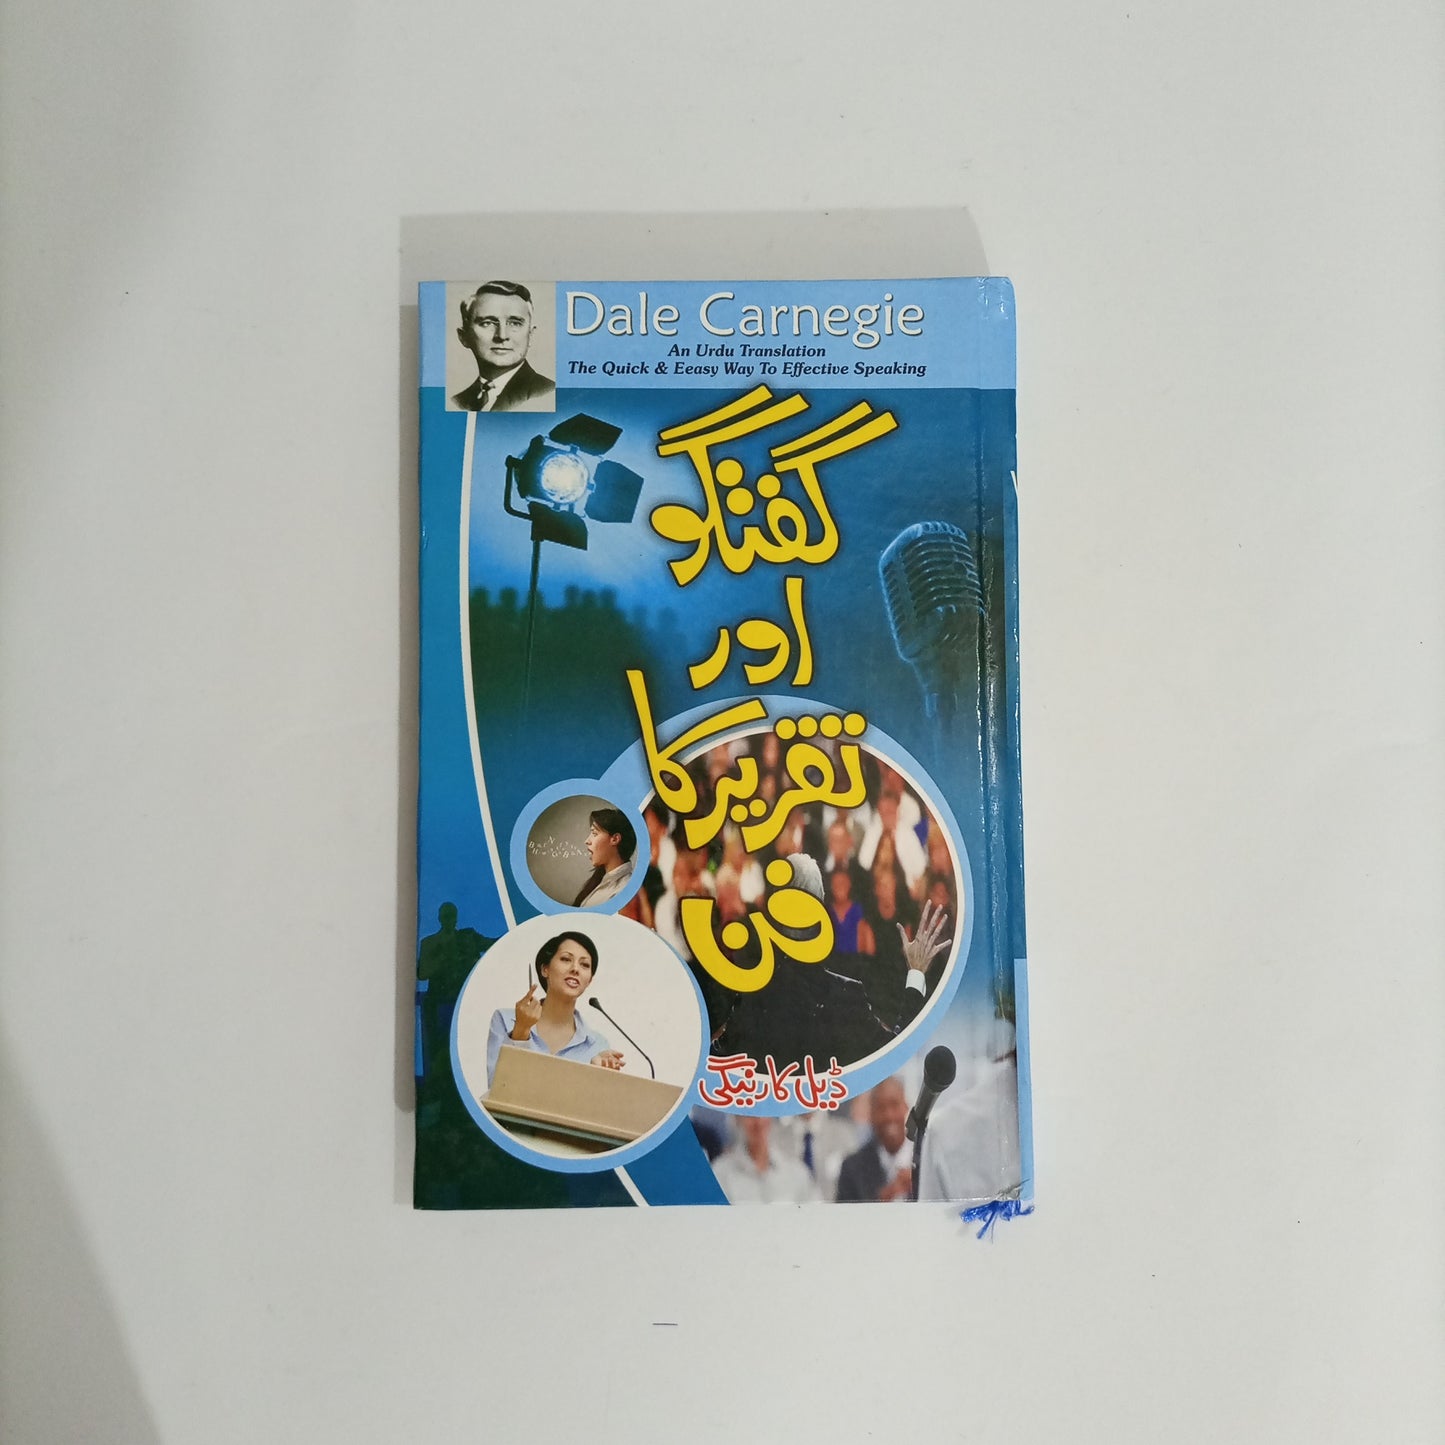 Dale Carnegie
An Urdu Translation
The Quick & Eeasy Way To Effective Speaking
گفتگو
اور
تقریر کا
فن
ڈیل کارنیگی